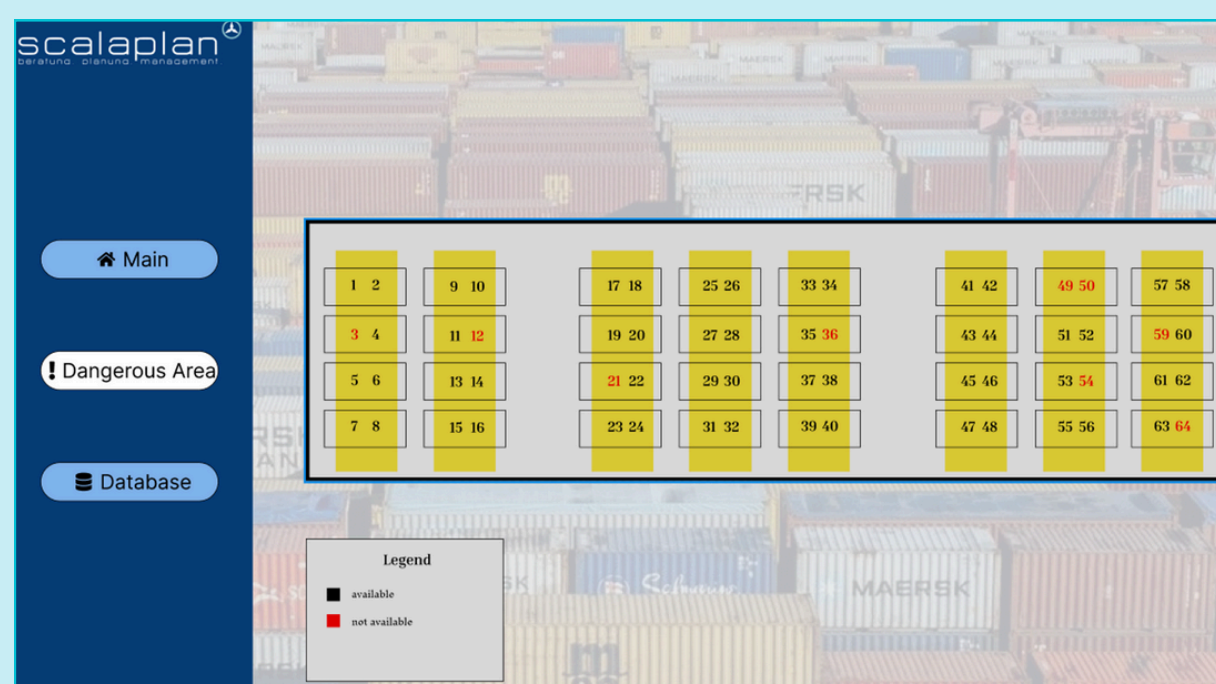 scalaplan
beratung planung management
Main
Dangerous Area
Database
1 2 9 10 17 18 25 26 33 34 41 42 49 50 57 58
3 4 11 12 19 20 27 28 35 36 43 44 51 52 59 60
5 6 13 14 21 22 29 30 37 38 45 46 53 54 61 62
7 8 15 16 23 24 31 32 39 40 47 48 55 56 63 64
Legend
available
not available
MAERSK